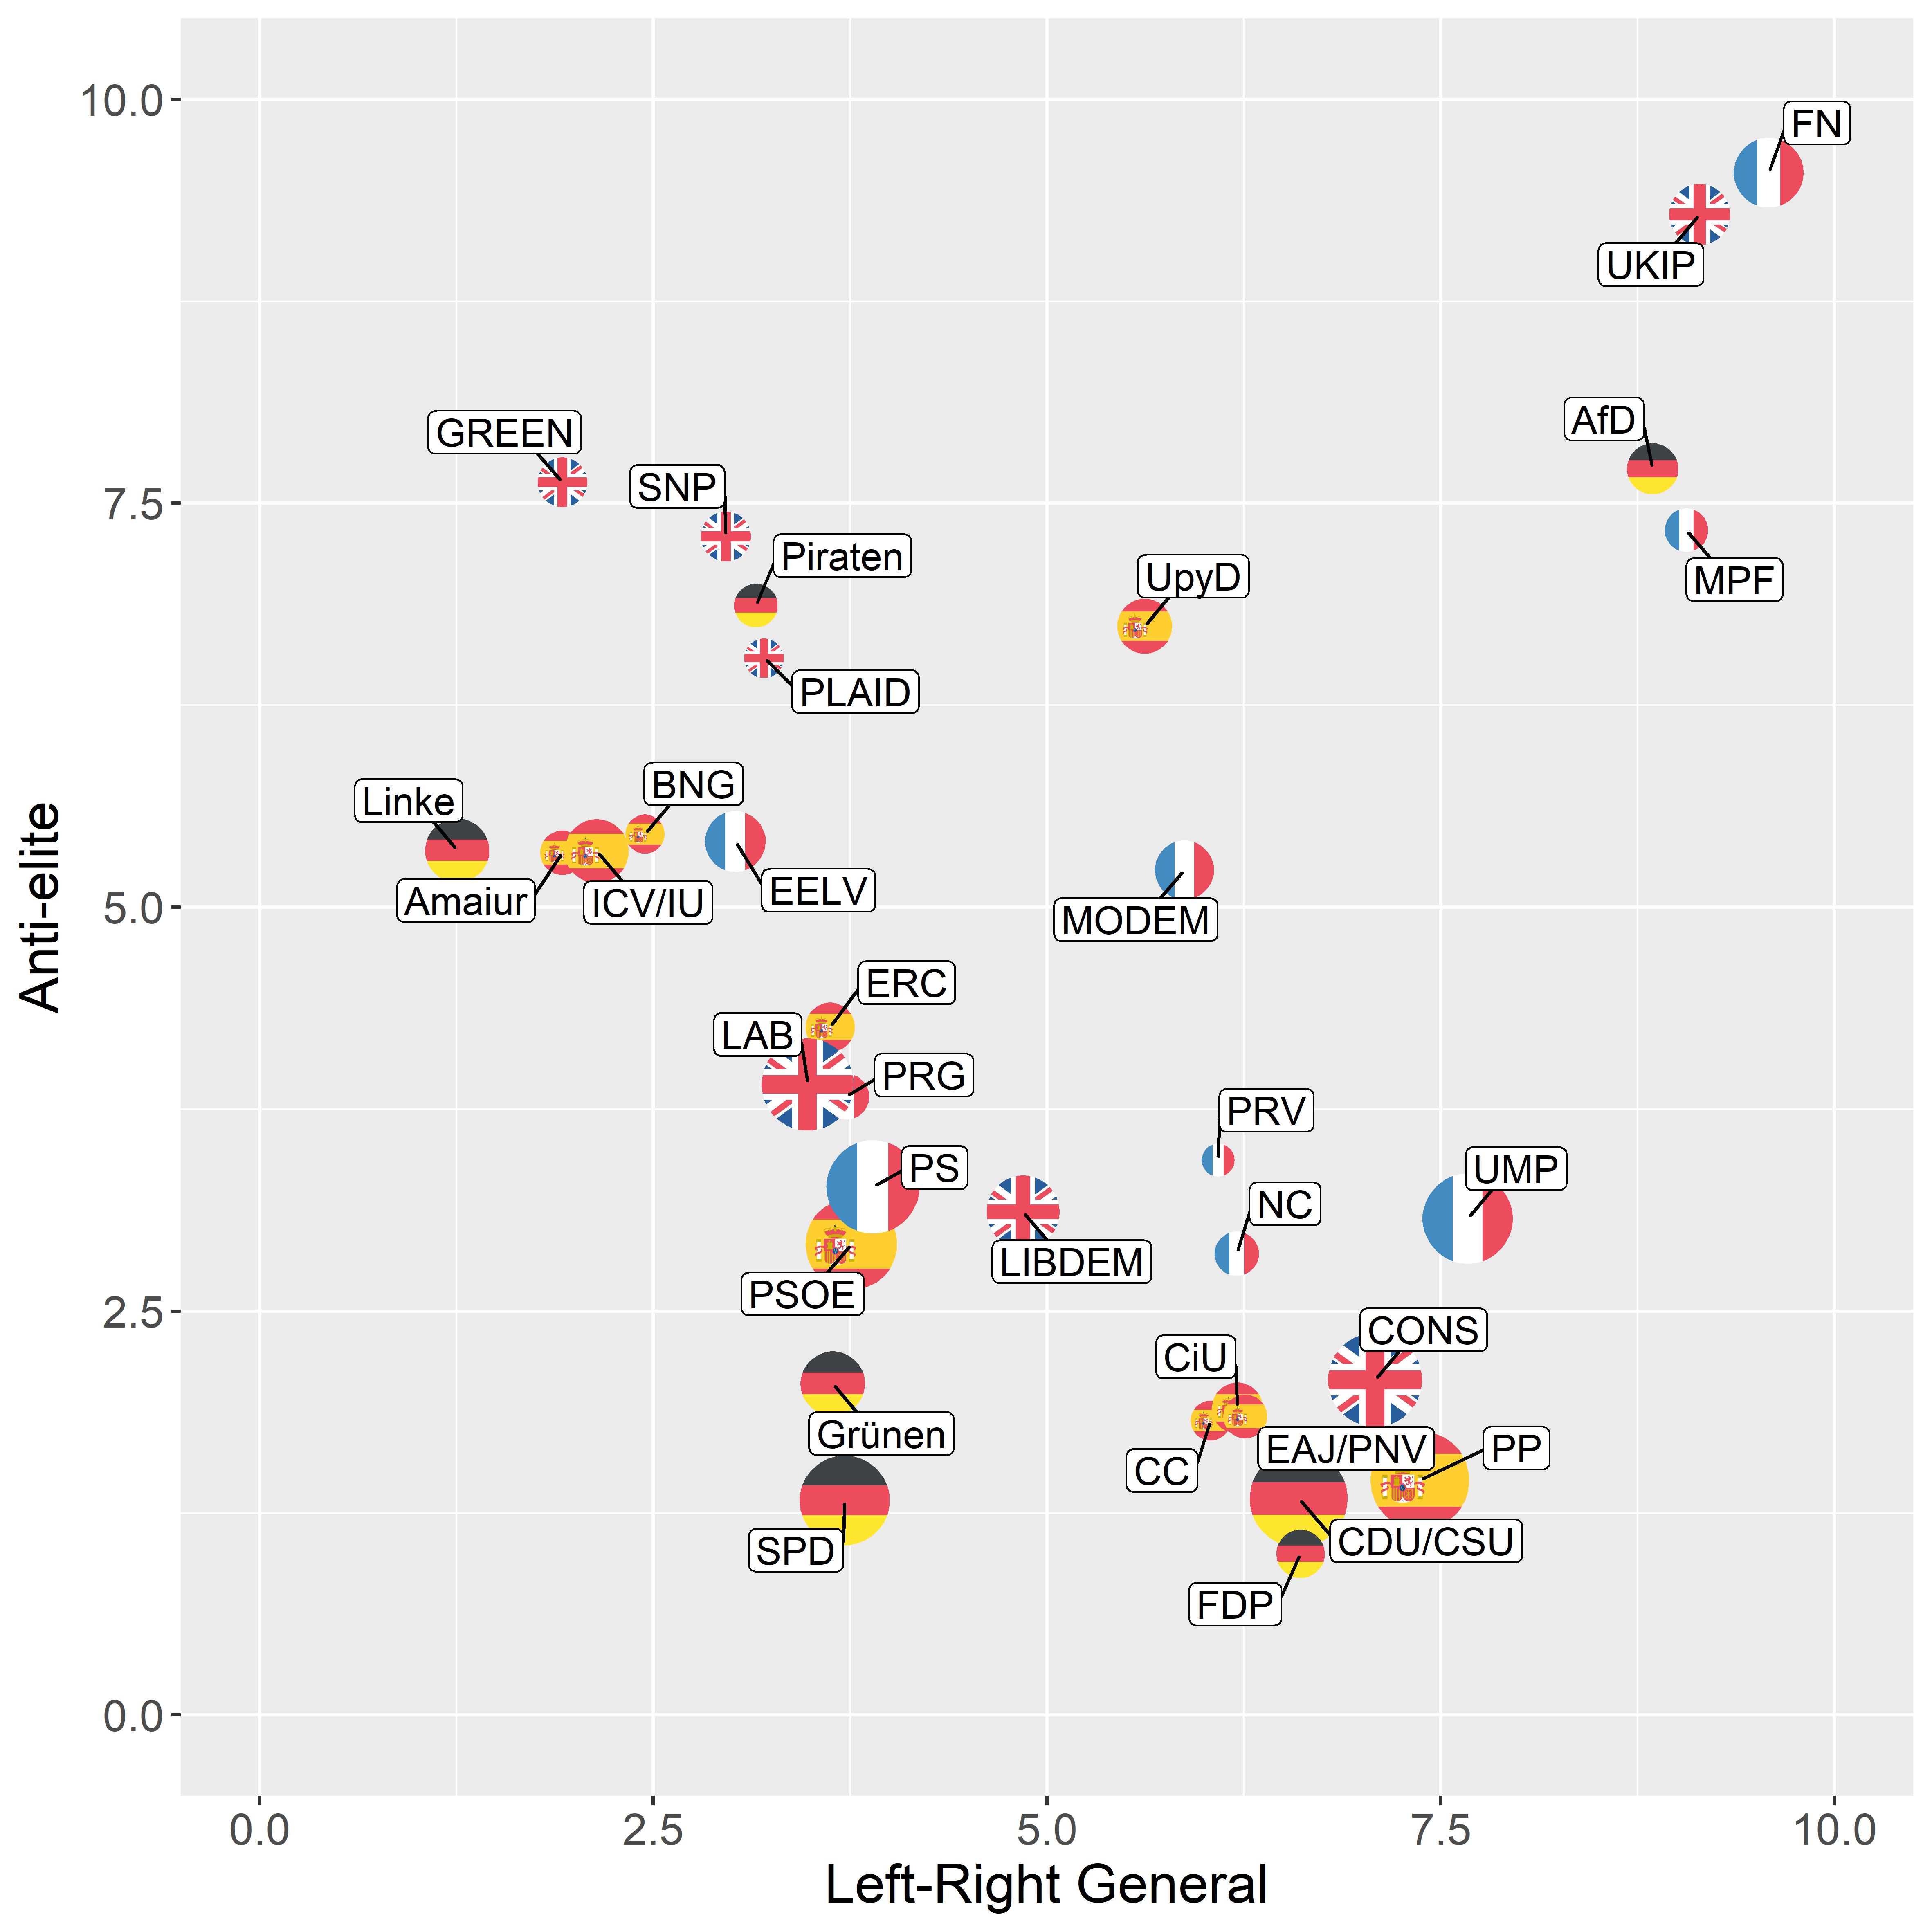 10.0
7.5
5.0
2.5
0.0
Anti-elite
FN
UKIP
AfD
GREEN
SNP
Piraten
UpyD
MPF
PLAID
BNG
Linke
EELV
Amaiur
ICV/IU
MODEM
ERC
LAB
PRG
PRV
PS
UMP
NC
LIBDEM
PSOE
CONS
CiU
Grünen
EAJ/PNV
PP
CC
CDU/CSU
SPD
FDP
0.0
2.5
5.0
7.5
10.0
Left-Right General